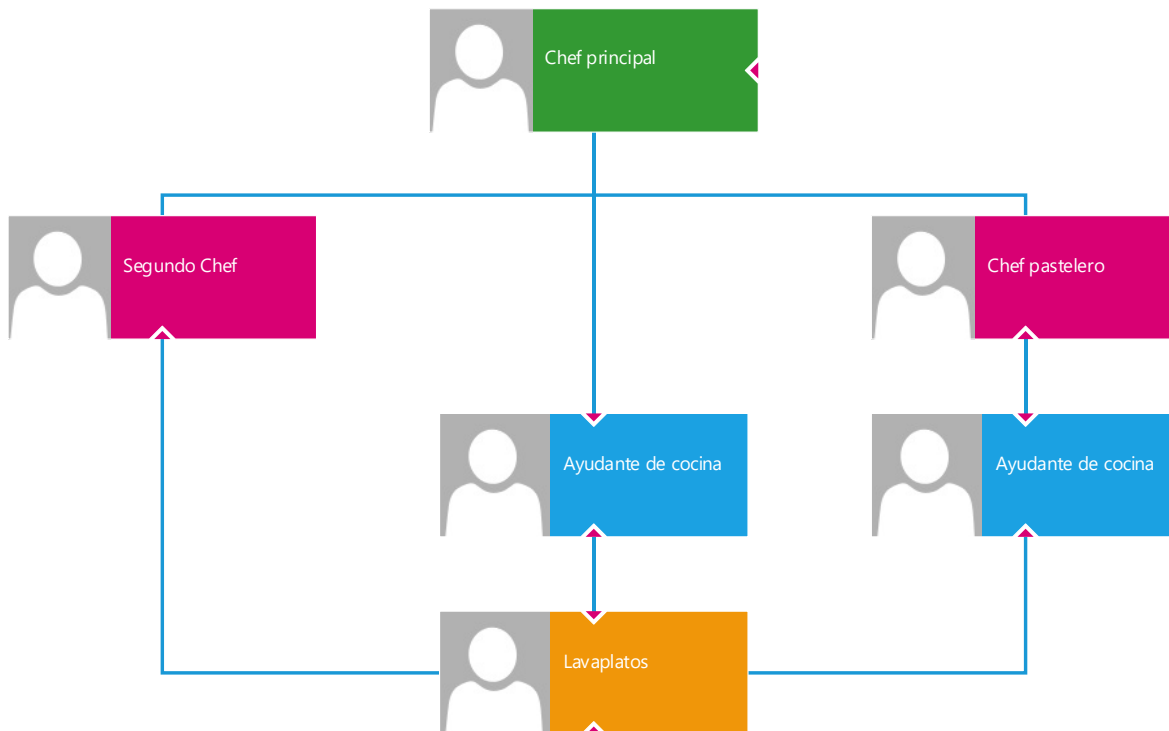 Chef principal
Segundo Chef
Chef pastelero
Ayudante de cocina
Ayudante de cocina
Lavaplatos